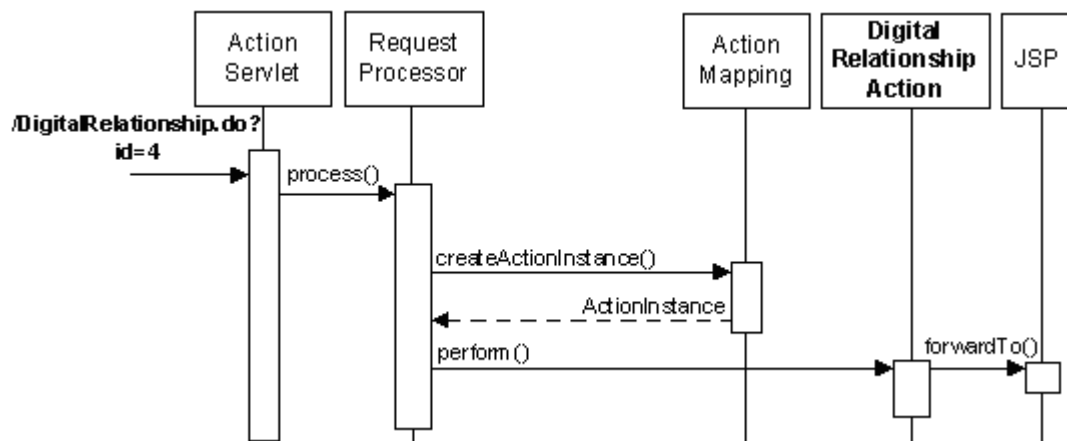 Action
Servlet
Request
Processor
Action
Mapping
Digital
Relationship
Action
JSP
/DigitalRelationship.do?
id=4
process()
createActionInstance()
ActionInstance
perform()
forwardTo()